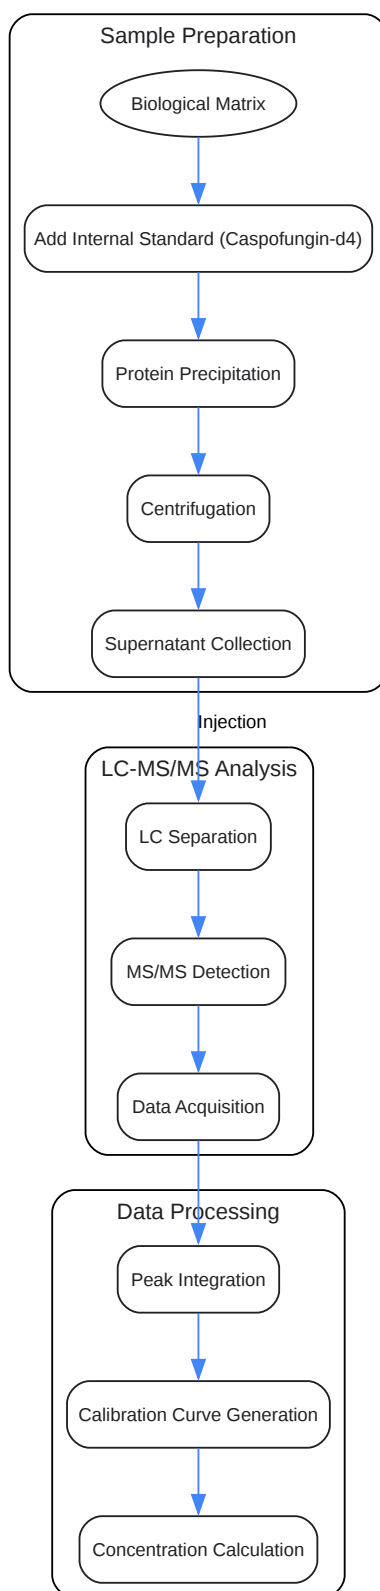 Sample Preparation
Biological Matrix
Add Internal Standard (Caspofungin-d4)
Protein Precipitation
Centrifugation
Supernatant Collection
Injection
LC-MS/MS Analysis
LC Separation
MS/MS Detection
Data Acquisition
Data Processing
Peak Integration
Calibration Curve Generation
Concentration Calculation